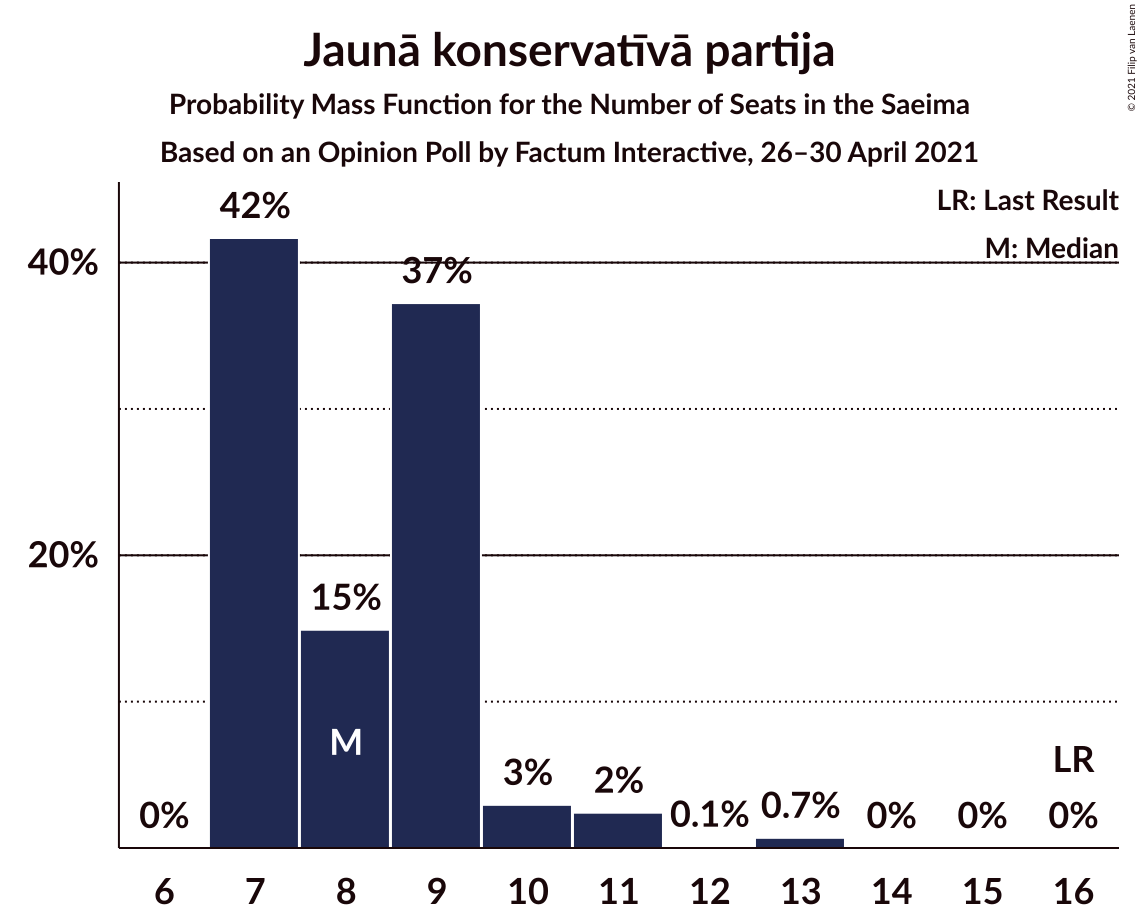 Jaunā konservatīvā partija
Probability Mass Function for the Number of Seats in the Saeima
Based on an Opinion Poll by Factum Interactive, 26–30 April 2021
© 2021 Filip van Laenen
LR: Last Result
M: Median
40%
20%
0%
42%
15%
37%
3%
2%
0.1%
0.7%
0%
0%
0%
M
LR
6 7 8 9 10 11 12 13 14 15 16